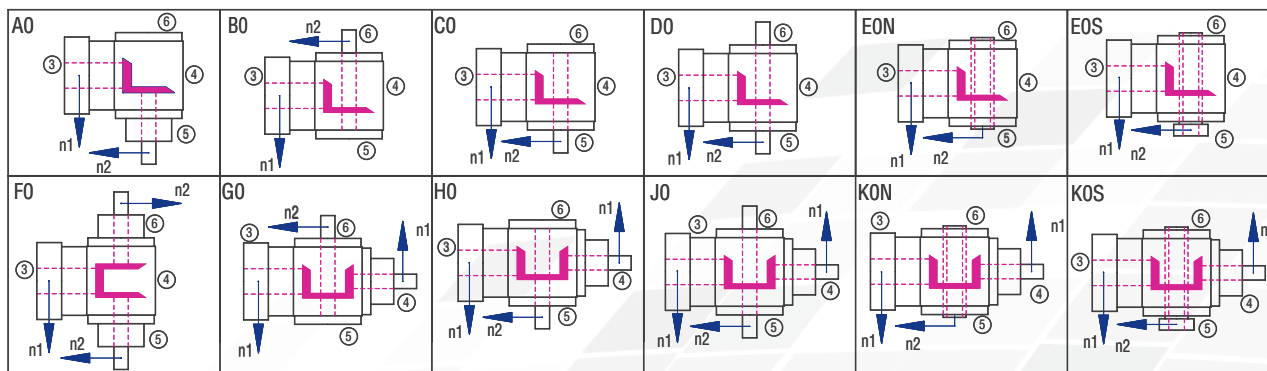 A0
⑥
③
④
n1
n2
⑤
B0
n2
⑥
③
④
n1
⑤
C0
⑥
③
④
n1
n2
⑤
D0
⑥
③
④
n1
n2
⑤
E0N
⑥
③
④
n1
n2
⑤
E0S
⑥
③
④
n1
n2
⑤
F0
n2
⑥
③
④
n1
n2
⑤
G0
n2
③
⑥
n1
④
n1
⑤
H0
⑥
n1
③
④
n1
n2
⑤
J0
n1
③
⑥
④
n1
n2
⑤
K0N
n1
③
⑥
④
n1
n2
⑤
K0S
n
⑥
③
④
n1
n2
⑤